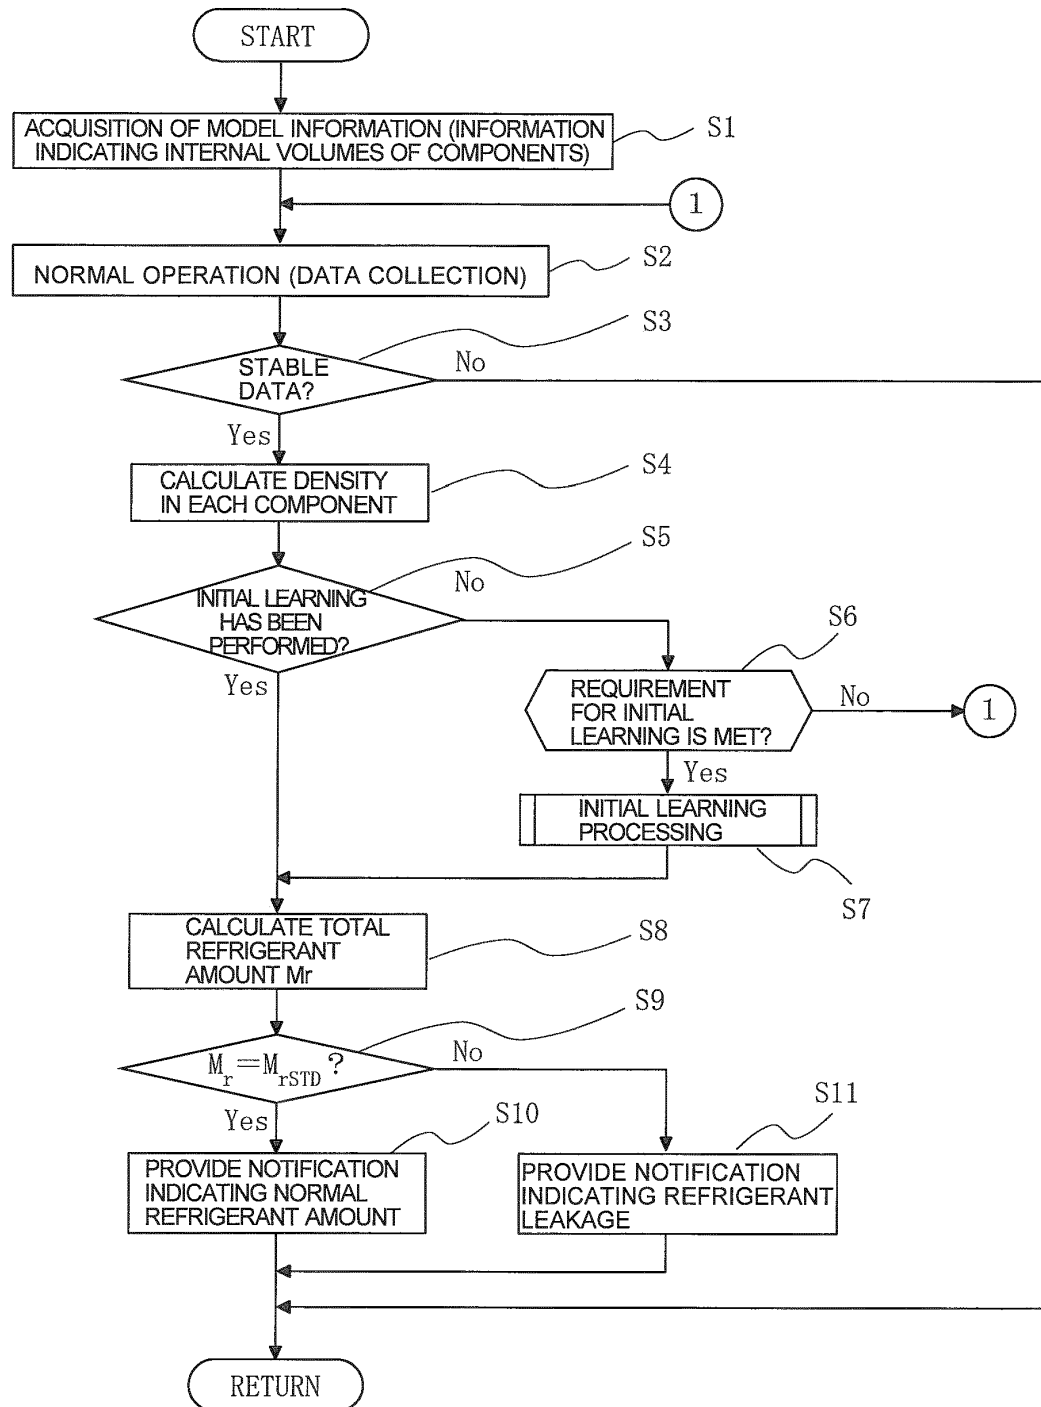 START
ACQUISITION OF MODEL INFORMATION (INFORMATION
INDICATING INTERNAL VOLUMES OF COMPONENTS)
S1
1
NORMAL OPERATION (DATA COLLECTION)
S2
S3
STABLE
DATA?
No
Yes
S4
CALCULATE DENSITY
IN EACH COMPONENT
S5
INITIAL LEARNING
HAS BEEN
PERFORMED?
No
Yes
S6
REQUIREMENT
FOR INITIAL
LEARNING IS MET?
No
1
Yes
INITIAL LEARNING
PROCESSING
S7
CALCULATE TOTAL
REFRIGERANT
AMOUNT Mr
S8
S9
M_r=M_rSTD ?
No
Yes
S10
S11
PROVIDE NOTIFICATION
INDICATING NORMAL
REFRIGERANT AMOUNT
PROVIDE NOTIFICATION
INDICATING REFRIGERANT
LEAKAGE
RETURN